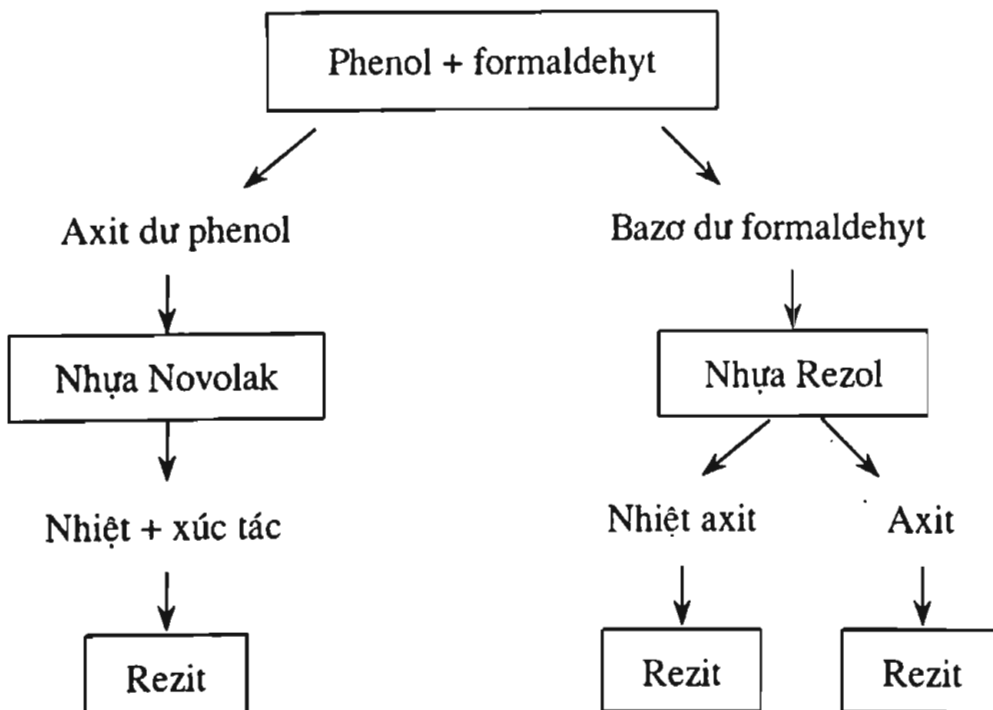 Phenol + formaldehyt
Axit dư phenol
Bazơ dư formaldehyt
Nhựa Novolak
Nhựa Rezol
Nhiệt + xúc tác
Nhiệt axit
Axit
Rezit
Rezit
Rezit